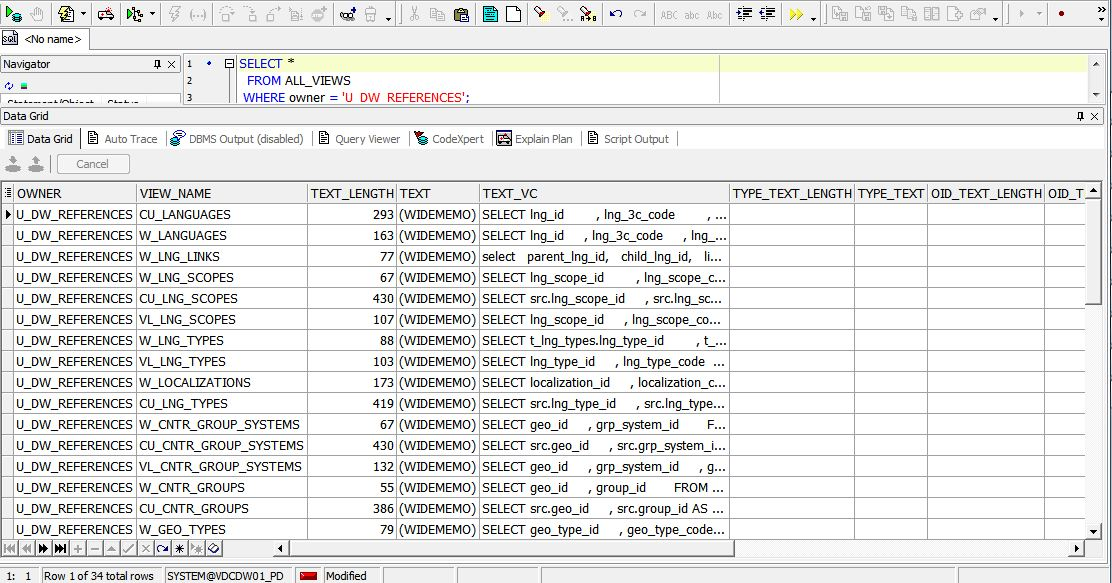 ABC abc Abc
SQL <No name>
Navigator
1 SELECT *
2 FROM ALL_VIEWS
3 WHERE owner = 'U_DW_REFERENCES';
Statement/Object Status
Data Grid
Data Grid Auto Trace DBMS Output (disabled) Query Viewer CodeXpert Explain Plan Script Output
Cancel
OWNER VIEW_NAME TEXT_LENGTH TEXT TEXT_VC TYPE_TEXT_LENGTH TYPE_TEXT OID_TEXT_LENGTH OID_T
U_DW_REFERENCES CU_LANGUAGES 293 (WIDEMEMO) SELECT lng_id , lng_3c_code , ...
U_DW_REFERENCES W_LANGUAGES 163 (WIDEMEMO) SELECT lng_id , lng_3c_code , lng_...
U_DW_REFERENCES W_LNG_LINKS 77 (WIDEMEMO) select parent_lng_id, child_lng_id, li...
U_DW_REFERENCES W_LNG_SCOPES 67 (WIDEMEMO) SELECT lng_scope_id , lng_scope_c...
U_DW_REFERENCES CU_LNG_SCOPES 430 (WIDEMEMO) SELECT src.lng_scope_id , src.lng_sc...
U_DW_REFERENCES VL_LNG_SCOPES 107 (WIDEMEMO) SELECT lng_scope_id , lng_scope_co...
U_DW_REFERENCES W_LNG_TYPES 88 (WIDEMEMO) SELECT t_lng_types.lng_type_id , t_...
U_DW_REFERENCES VL_LNG_TYPES 103 (WIDEMEMO) SELECT lng_type_id , lng_type_code ...
U_DW_REFERENCES W_LOCALIZATIONS 173 (WIDEMEMO) SELECT localization_id , localization_c...
U_DW_REFERENCES CU_LNG_TYPES 419 (WIDEMEMO) SELECT src.lng_type_id , src.lng_type...
U_DW_REFERENCES W_CNTR_GROUP_SYSTEMS 67 (WIDEMEMO) SELECT geo_id , grp_system_id F...
U_DW_REFERENCES CU_CNTR_GROUP_SYSTEMS 430 (WIDEMEMO) SELECT src.geo_id , src.grp_system_i...
U_DW_REFERENCES VL_CNTR_GROUP_SYSTEMS 132 (WIDEMEMO) SELECT geo_id , grp_system_id , g...
U_DW_REFERENCES W_CNTR_GROUPS 55 (WIDEMEMO) SELECT geo_id , group_id FROM ...
U_DW_REFERENCES CU_CNTR_GROUPS 386 (WIDEMEMO) SELECT src.geo_id , src.group_id AS ...
U_DW_REFERENCES W_GEO_TYPES 79 (WIDEMEMO) SELECT geo_type_id , geo_type_code...
1: 1 Row 1 of 34 total rows SYSTEM@VDCDW01_PD Modified